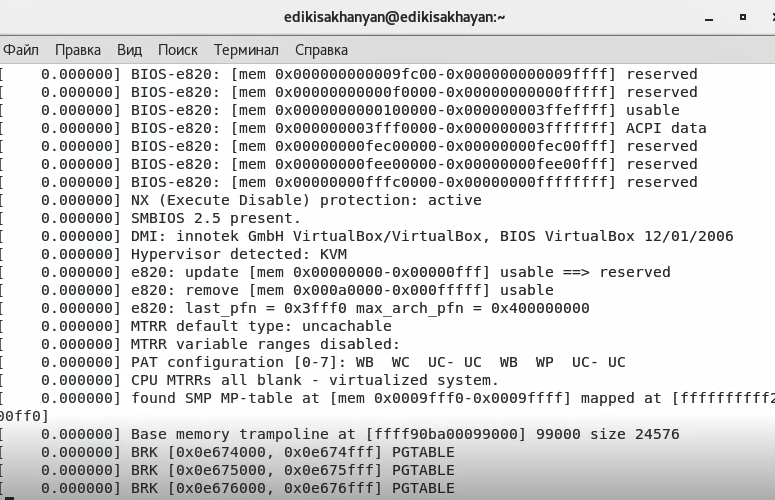 edikisakhanyan@edikisakhayan:~
Файл Правка Вид Поиск Терминал Справка
[ 0.000000] BIOS-e820: [mem 0x000000000009fc00-0x000000000009ffff] reserved
[ 0.000000] BIOS-e820: [mem 0x00000000000f0000-0x00000000000fffff] reserved
[ 0.000000] BIOS-e820: [mem 0x0000000000100000-0x000000003ffeffff] usable
[ 0.000000] BIOS-e820: [mem 0x000000003fff0000-0x000000003fffffff] ACPI data
[ 0.000000] BIOS-e820: [mem 0x00000000fec00000-0x00000000fec00fff] reserved
[ 0.000000] BIOS-e820: [mem 0x00000000fee00000-0x00000000fee00fff] reserved
[ 0.000000] BIOS-e820: [mem 0x00000000fffc0000-0x00000000ffffffff] reserved
[ 0.000000] NX (Execute Disable) protection: active
[ 0.000000] SMBIOS 2.5 present.
[ 0.000000] DMI: innotek GmbH VirtualBox/VirtualBox, BIOS VirtualBox 12/01/2006
[ 0.000000] Hypervisor detected: KVM
[ 0.000000] e820: update [mem 0x00000000-0x00000fff] usable ==> reserved
[ 0.000000] e820: remove [mem 0x000a0000-0x000fffff] usable
[ 0.000000] e820: last_pfn = 0x3fff0 max_arch_pfn = 0x400000000
[ 0.000000] MTRR default type: uncachable
[ 0.000000] MTRR variable ranges disabled:
[ 0.000000] PAT configuration [0-7]: WB WC UC- UC WB WP UC- UC
[ 0.000000] CPU MTRRs all blank - virtualized system.
[ 0.000000] found SMP MP-table at [mem 0x0009fff0-0x0009ffff] mapped at [ffffffffff2
00ff0]
[ 0.000000] Base memory trampoline at [ffff90ba00099000] 99000 size 24576
[ 0.000000] BRK [0x0e674000, 0x0e674fff] PGTABLE
[ 0.000000] BRK [0x0e675000, 0x0e675fff] PGTABLE
[ 0.000000] BRK [0x0e676000, 0x0e676fff] PGTABLE